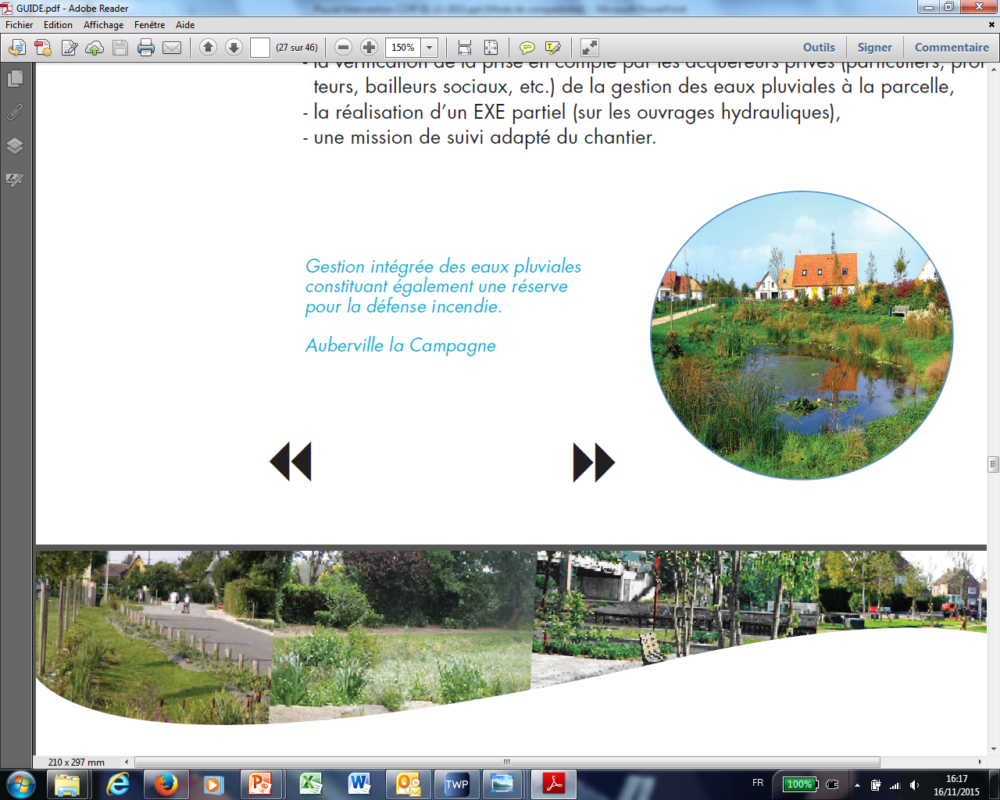 GUIDE.pdf - Adobe Reader
Fichier Edition Affichage Fenêtre Aide
(27 sur 46) 150% Outils Signer Commentaire
- la vérification de la prise en compte par les acquéreurs privés (particuliers, pro
teurs, bailleurs sociaux, etc.) de la gestion des eaux pluviales à la parcelle,
- la réalisation d’un EXE partiel (sur les ouvrages hydrauliques),
- une mission de suivi adapté du chantier.
Gestion intégrée des eaux pluviales
constituant également une réserve
pour la défense incendie.
Auberville la Campagne
210 x 297 mm
TWP
FR 100% 16:17
16/11/2015